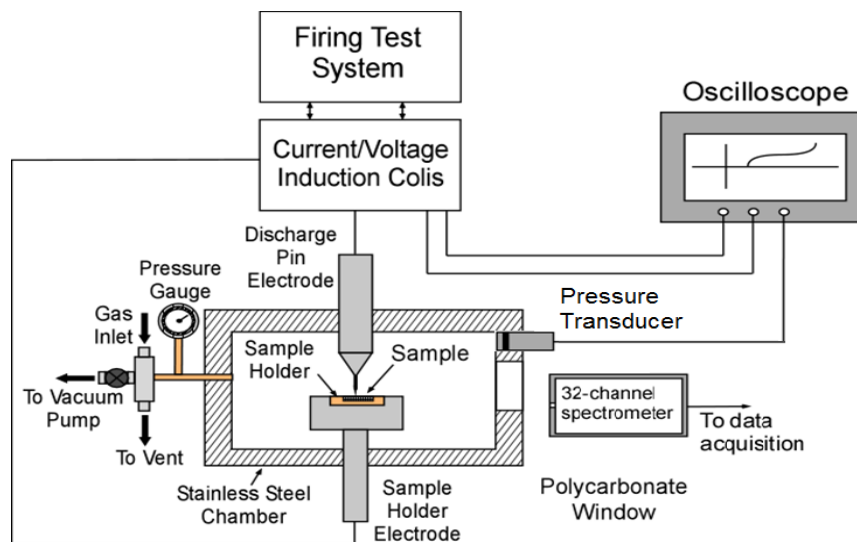 Firing Test
System
Oscilloscope
Current/Voltage
Induction Colis
Discharge
Pin
Electrode
Pressure
Gauge
Gas
Inlet
Pressure
Transducer
Sample
Holder
Sample
32-channel
spectrometer
To Vacuum
Pump
To data
acquisition
To Vent
Stainless Steel
Chamber
Sample
Holder
Electrode
Polycarbonate
Window